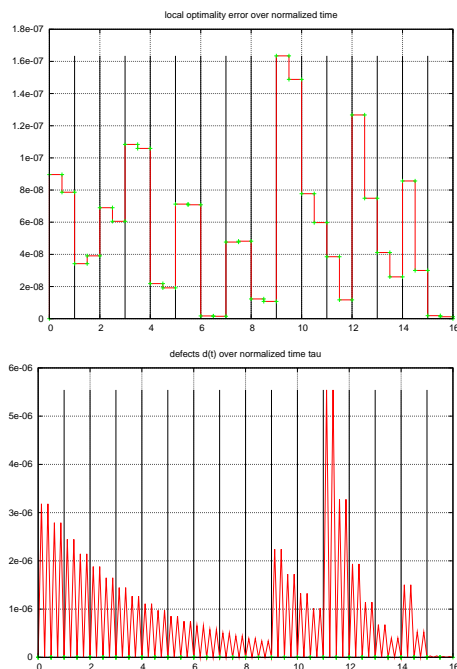 local optimality error over normalized time
1.8e-07
1.6e-07
1.4e-07
1.2e-07
1e-07
8e-08
6e-08
4e-08
2e-08
0
0 2 4 6 8 10 12 14 16
defects d(t) over normalized time tau
6e-06
5e-06
4e-06
3e-06
2e-06
1e-06
0
0 2 4 6 8 10 12 14 16